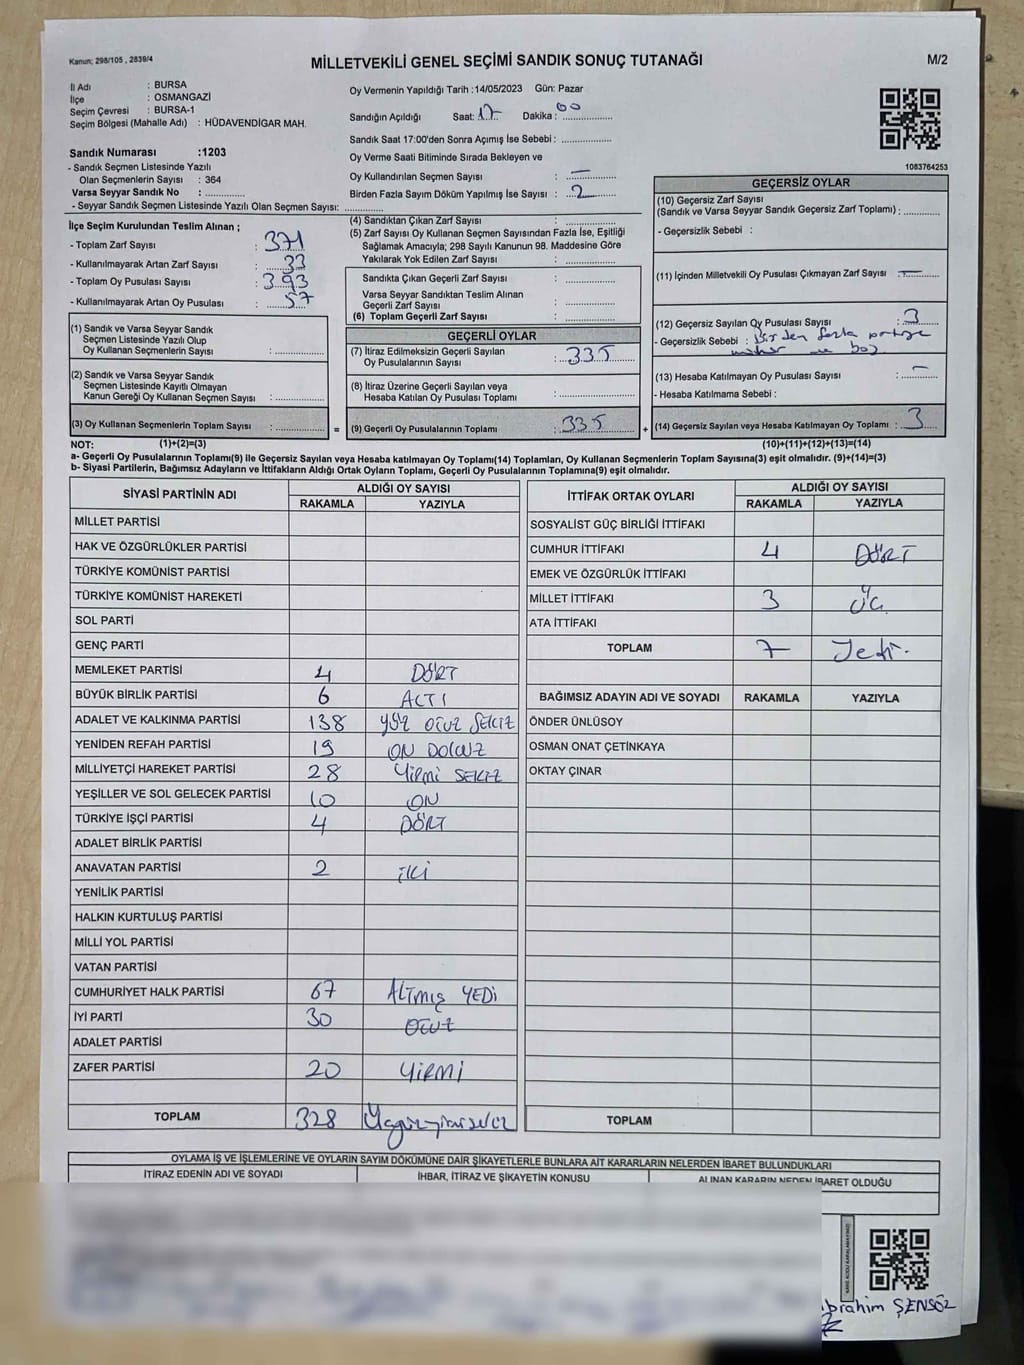 Kanun; 298/105 , 2839/4
MİLLETVEKİLİ GENEL SEÇİMİ SANDIK SONUÇ TUTANAĞI
M/2
İl Adı : BURSA
İlçe : OSMANGAZİ
Seçim Çevresi : BURSA-1
Seçim Bölgesi (Mahalle Adı) : HÜDAVENDİGAR MAH.
Sandık Numarası :1203
- Sandık Seçmen Listesinde Yazılı
Olan Seçmenlerin Sayısı : 364
Varsa Seyyar Sandık No : ................
- Seyyar Sandık Seçmen Listesinde Yazılı Olan Seçmen Sayısı: ................
Oy Vermenin Yapıldığı Tarih :14/05/2023 Gün: Pazar
Sandığın Açıldığı Saat: 17 Dakika: 00
Sandık Saat 17:00'den Sonra Açılmış İse Sebebi : ................
Oy Verme Saati Bitiminde Sırada Bekleyen ve
Oy Kullandırılan Seçmen Sayısı : —
Birden Fazla Sayım Döküm Yapılmış İse Sayısı : 2
1083764253
İlçe Seçim Kurulundan Teslim Alınan ;
- Toplam Zarf Sayısı : 371
- Kullanılmayarak Artan Zarf Sayısı : 33
- Toplam Oy Pusulası Sayısı : 393
- Kullanılmayarak Artan Oy Pusulası : 57
(1) Sandık ve Varsa Seyyar Sandık
Seçmen Listesinde Yazılı Olup
Oy Kullanan Seçmenlerin Sayısı : ................
(2) Sandık ve Varsa Seyyar Sandık
Seçmen Listesinde Kayıtlı Olmayan
Kanun Gereği Oy Kullanan Seçmen Sayısı : ................
(3) Oy Kullanan Seçmenlerin Toplam Sayısı : ................ =
(4) Sandıktan Çıkan Zarf Sayısı : ................
(5) Zarf Sayısı Oy Kullanan Seçmen Sayısından Fazla İse, Eşitliği
Sağlamak Amacıyla; 298 Sayılı Kanunun 98. Maddesine Göre
Yakılarak Yok Edilen Zarf Sayısı : ................
Sandıkta Çıkan Geçerli Zarf Sayısı : ................
Varsa Seyyar Sandıktan Teslim Alınan
Geçerli Zarf Sayısı : ................
(6) Toplam Geçerli Zarf Sayısı : ................
GEÇERLİ OYLAR
(7) İtiraz Edilmeksizin Geçerli Sayılan
Oy Pusulalarının Sayısı : 335
(8) İtiraz Üzerine Geçerli Sayılan veya
Hesaba Katılan Oy Pusulası Toplamı : ................
(9) Geçerli Oy Pusulalarının Toplamı : 335 +
GEÇERSİZ OYLAR
(10) Geçersiz Zarf Sayısı
(Sandık ve Varsa Seyyar Sandık Geçersiz Zarf Toplamı) : ................
- Geçersizlik Sebebi :
(11) İçinden Milletvekili Oy Pusulası Çıkmayan Zarf Sayısı : —
(12) Geçersiz Sayılan Oy Pusulası Sayısı : 3
- Geçersizlik Sebebi : Birden fazla partiye
mühür ve boş
(13) Hesaba Katılmayan Oy Pusulası Sayısı : —
- Hesaba Katılmama Sebebi :
(14) Geçersiz Sayılan veya Hesaba Katılmayan Oy Toplamı : 3
NOT: (1)+(2)=(3) (10)+(11)+(12)+(13)=(14)
a- Geçerli Oy Pusulalarının Toplamı(9) ile Geçersiz Sayılan veya Hesaba katılmayan Oy Toplamı(14) Toplamları, Oy Kullanan Seçmenlerin Toplam Sayısına(3) eşit olmalıdır. (9)+(14)=(3)
b- Siyasi Partilerin, Bağımsız Adayların ve İttifakların Aldığı Ortak Oyların Toplamı, Geçerli Oy Pusulalarının Toplamına(9) eşit olmalıdır.
SİYASİ PARTİNİN ADI ALDIĞI OY SAYISI
RAKAMLA YAZIYLA
MİLLET PARTİSİ
HAK VE ÖZGÜRLÜKLER PARTİSİ
TÜRKİYE KOMÜNİST PARTİSİ
TÜRKİYE KOMÜNİST HAREKETİ
SOL PARTİ
GENÇ PARTİ
MEMLEKET PARTİSİ 4 DÖRT
BÜYÜK BİRLİK PARTİSİ 6 ALTI
ADALET VE KALKINMA PARTİSİ 138 YÜZ OTUZ SEKİZ
YENİDEN REFAH PARTİSİ 19 ON DOKUZ
MİLLİYETÇİ HAREKET PARTİSİ 28 YİRMİ SEKİZ
YEŞİLLER VE SOL GELECEK PARTİSİ 10 ON
TÜRKİYE İŞÇİ PARTİSİ 4 DÖRT
ADALET BİRLİK PARTİSİ
ANAVATAN PARTİSİ 2 İKİ
YENİLİK PARTİSİ
HALKIN KURTULUŞ PARTİSİ
MİLLİ YOL PARTİSİ
VATAN PARTİSİ
CUMHURİYET HALK PARTİSİ 67 ALTMIŞ YEDİ
İYİ PARTİ 30 OTUZ
ADALET PARTİSİ
ZAFER PARTİSİ 20 YİRMİ
TOPLAM 328 Üçyüzyirmisekiz
İTTİFAK ORTAK OYLARI ALDIĞI OY SAYISI
RAKAMLA YAZIYLA
SOSYALİST GÜÇ BİRLİĞİ İTTİFAKI
CUMHUR İTTİFAKI 4 DÖRT
EMEK VE ÖZGÜRLÜK İTTİFAKI
MİLLET İTTİFAKI 3 ÜÇ
ATA İTTİFAKI
TOPLAM 7 Yedi.
BAĞIMSIZ ADAYIN ADI VE SOYADI RAKAMLA YAZIYLA
ÖNDER ÜNLÜSOY
OSMAN ONAT ÇETİNKAYA
OKTAY ÇINAR
TOPLAM
OYLAMA İŞ VE İŞLEMLERİNE VE OYLARIN SAYIM DÖKÜMÜNE DAİR ŞİKAYETLERLE BUNLARA AİT KARARLARIN NELERDEN İBARET BULUNDUKLARI
İTİRAZ EDENİN ADI VE SOYADI İHBAR, İTİRAZ VE ŞİKAYETİN KONUSU ALINAN KARARIN NEDEN İBARET OLDUĞU
İbrahim ŞENSÖZ